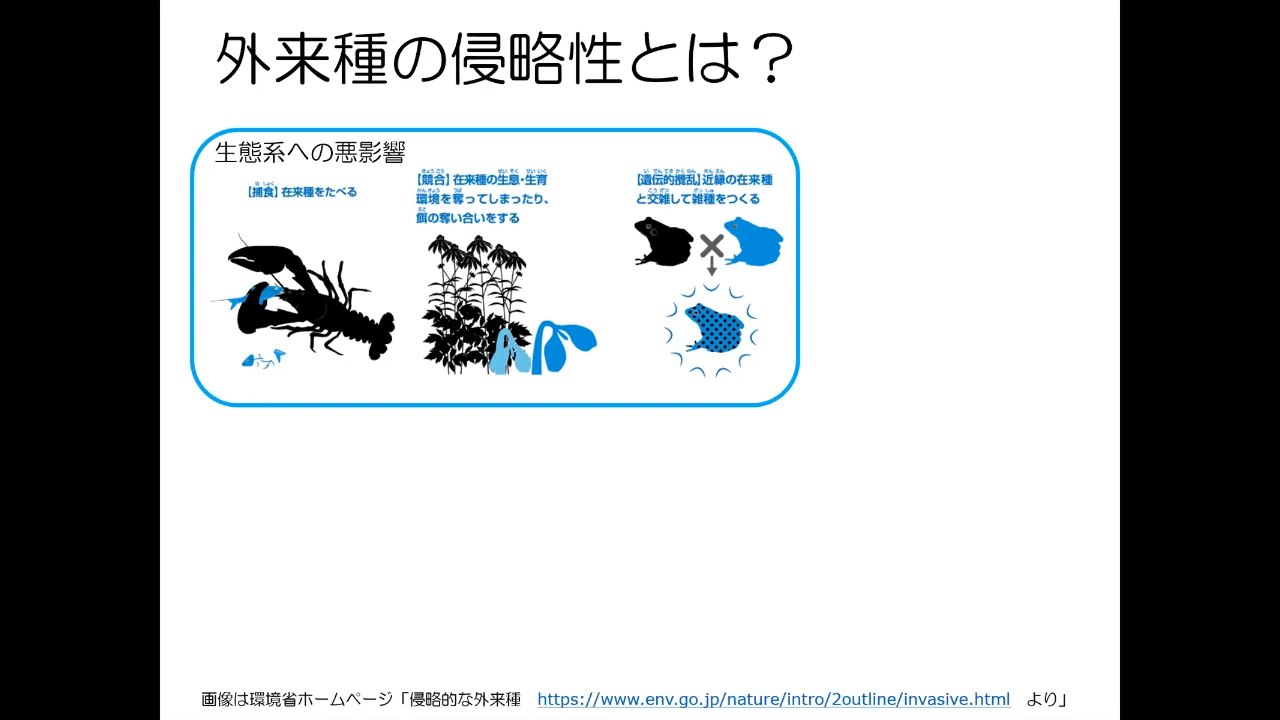 外来種の侵略性とは？
生態系への悪影響
【捕食】在来種をたべる
【競合】在来種の生息・生育
環境を奪ってしまったり、
餌の奪い合いをする
【遺伝的攪乱】近縁の在来種
と交雑して雑種をつくる
画像は環境省ホームページ「侵略的な外来種　https://www.env.go.jp/nature/intro/2outline/invasive.html　より」